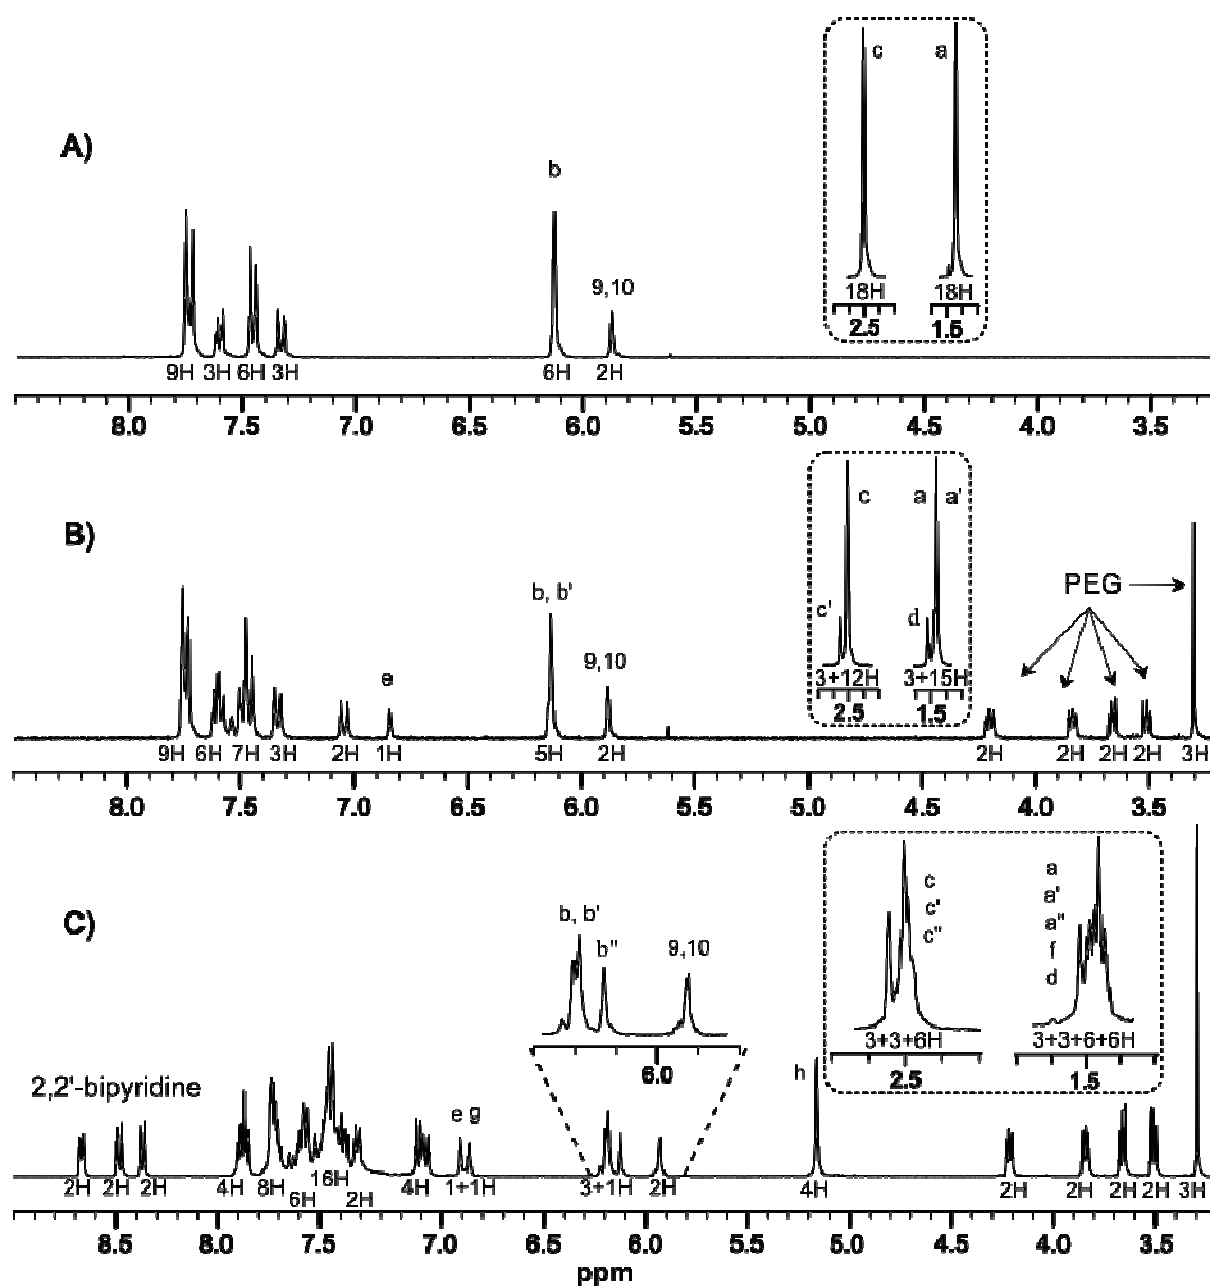 c a
A)
b
9,10
18H 18H
2.5 1.5
9H 3H 6H 3H 6H 2H
8.0 7.5 7.0 6.5 6.0 5.5 5.0 4.5 4.0 3.5
c a a'
B)
b, b' PEG
c' d
9,10
e
3+12H 3+15H
2.5 1.5
9H 6H 7H 3H 2H 1H 5H 2H 2H 2H 2H 2H 3H
8.0 7.5 7.0 6.5 6.0 5.5 5.0 4.5 4.0 3.5
C)
c a
c' a'
c" a"
f
d
b, b'
b" 9,10
3+3+6H 3+3+6+6H
2.5 1.5
6.0
2,2'-bipyridine
h
e g
2H 2H 2H 4H 8H 6H 16H 2H 4H 1+1H 3+1H 2H 4H 2H 2H 2H 2H 3H
8.5 8.0 7.5 7.0 6.5 6.0 5.5 5.0 4.5 4.0 3.5
ppm